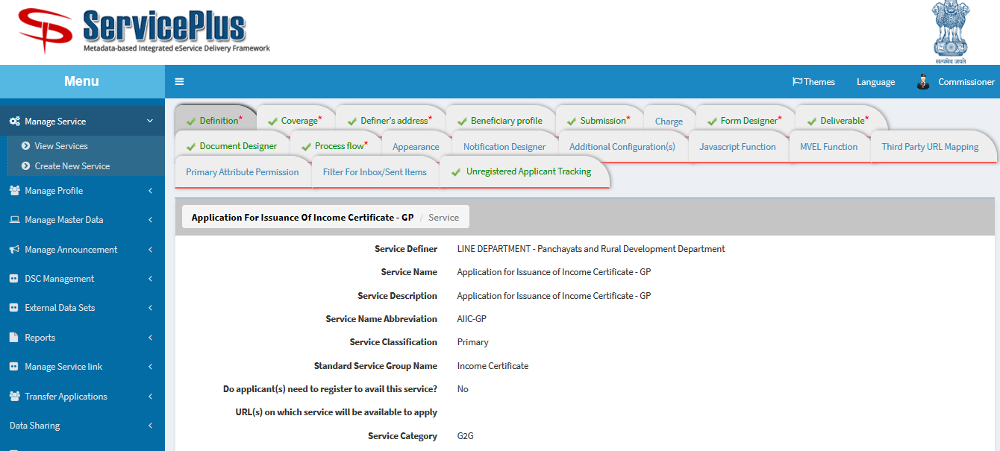 ServicePlus
Metadata-based Integrated eService Delivery Framework
सत्यमेव जयते
Menu
Themes Language Commissioner
Manage Service
View Services
Create New Service
Manage Profile
Manage Master Data
Manage Announcement
DSC Management
External Data Sets
Reports
Manage Service link
Transfer Applications
Data Sharing
Definition* Coverage* Definer's address* Beneficiary profile Submission* Charge Form Designer* Deliverable*
Document Designer Process flow* Appearance Notification Designer Additional Configuration(s) Javascript Function MVEL Function Third Party URL Mapping
Primary Attribute Permission Filter For Inbox/Sent Items Unregistered Applicant Tracking
Application For Issuance Of Income Certificate - GP / Service
Service Definer LINE DEPARTMENT - Panchayats and Rural Development Department
Service Name Application for Issuance of Income Certificate - GP
Service Description Application for Issuance of Income Certificate - GP
Service Name Abbreviation AIIC-GP
Service Classification Primary
Standard Service Group Name Income Certificate
Do applicant(s) need to register to avail this service? No
URL(s) on which service will be available to apply
Service Category G2G